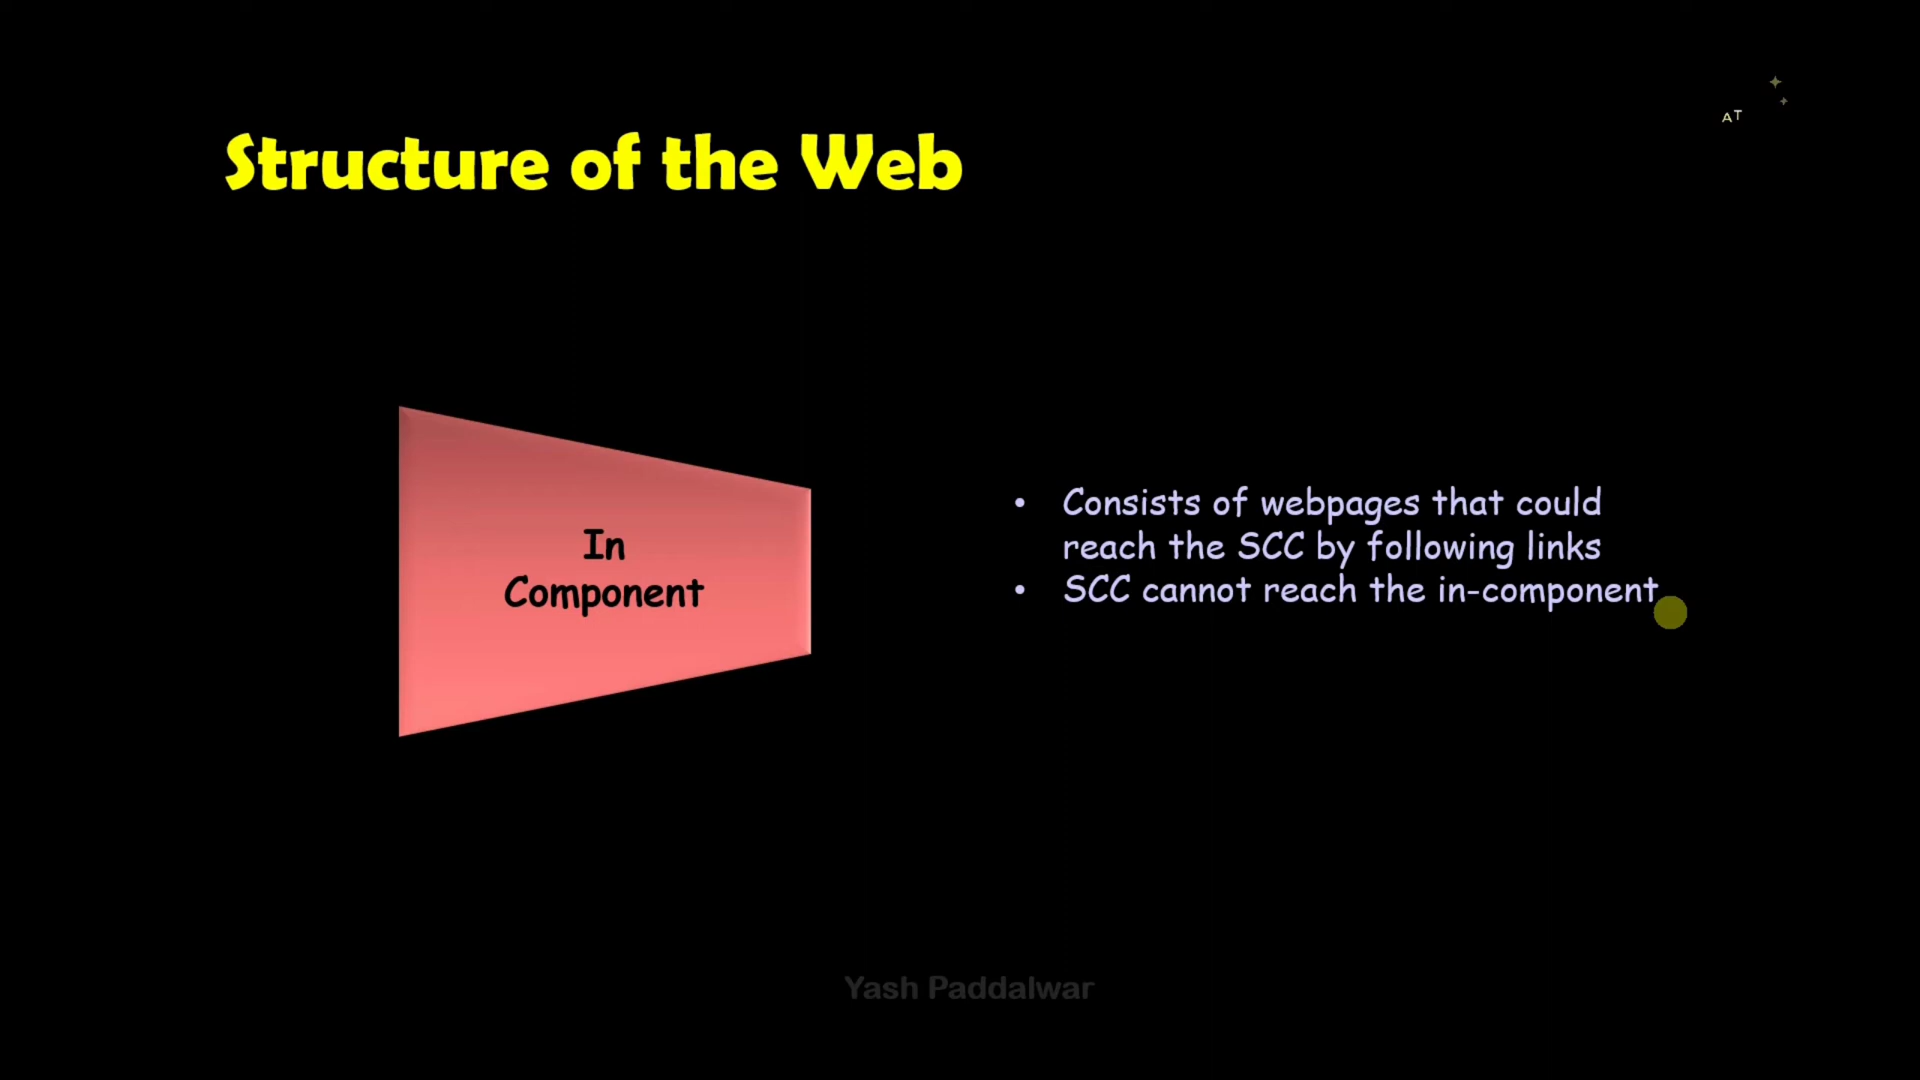 AT
Structure of the Web
In
Component
• Consists of webpages that could
reach the SCC by following links
• SCC cannot reach the in-component
Yash Paddalwar